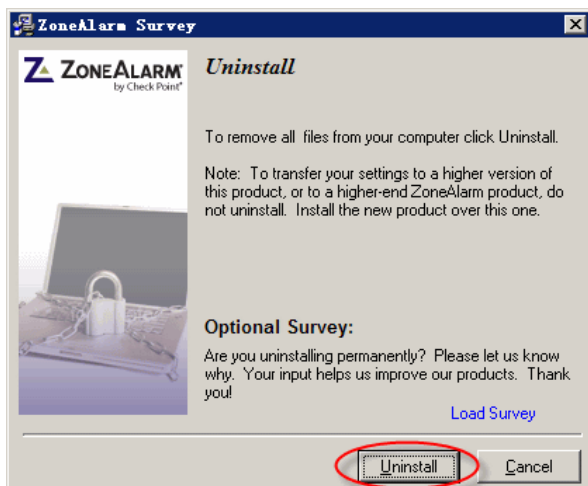 ZoneAlarm Survey
ZONEALARM®
by Check Point®
Uninstall
To remove all files from your computer click Uninstall.
Note: To transfer your settings to a higher version of
this product, or to a higher-end ZoneAlarm product, do
not uninstall. Install the new product over this one.
Optional Survey:
Are you uninstalling permanently? Please let us know
why. Your input helps us improve our products. Thank
you!
Load Survey
Uninstall
Cancel